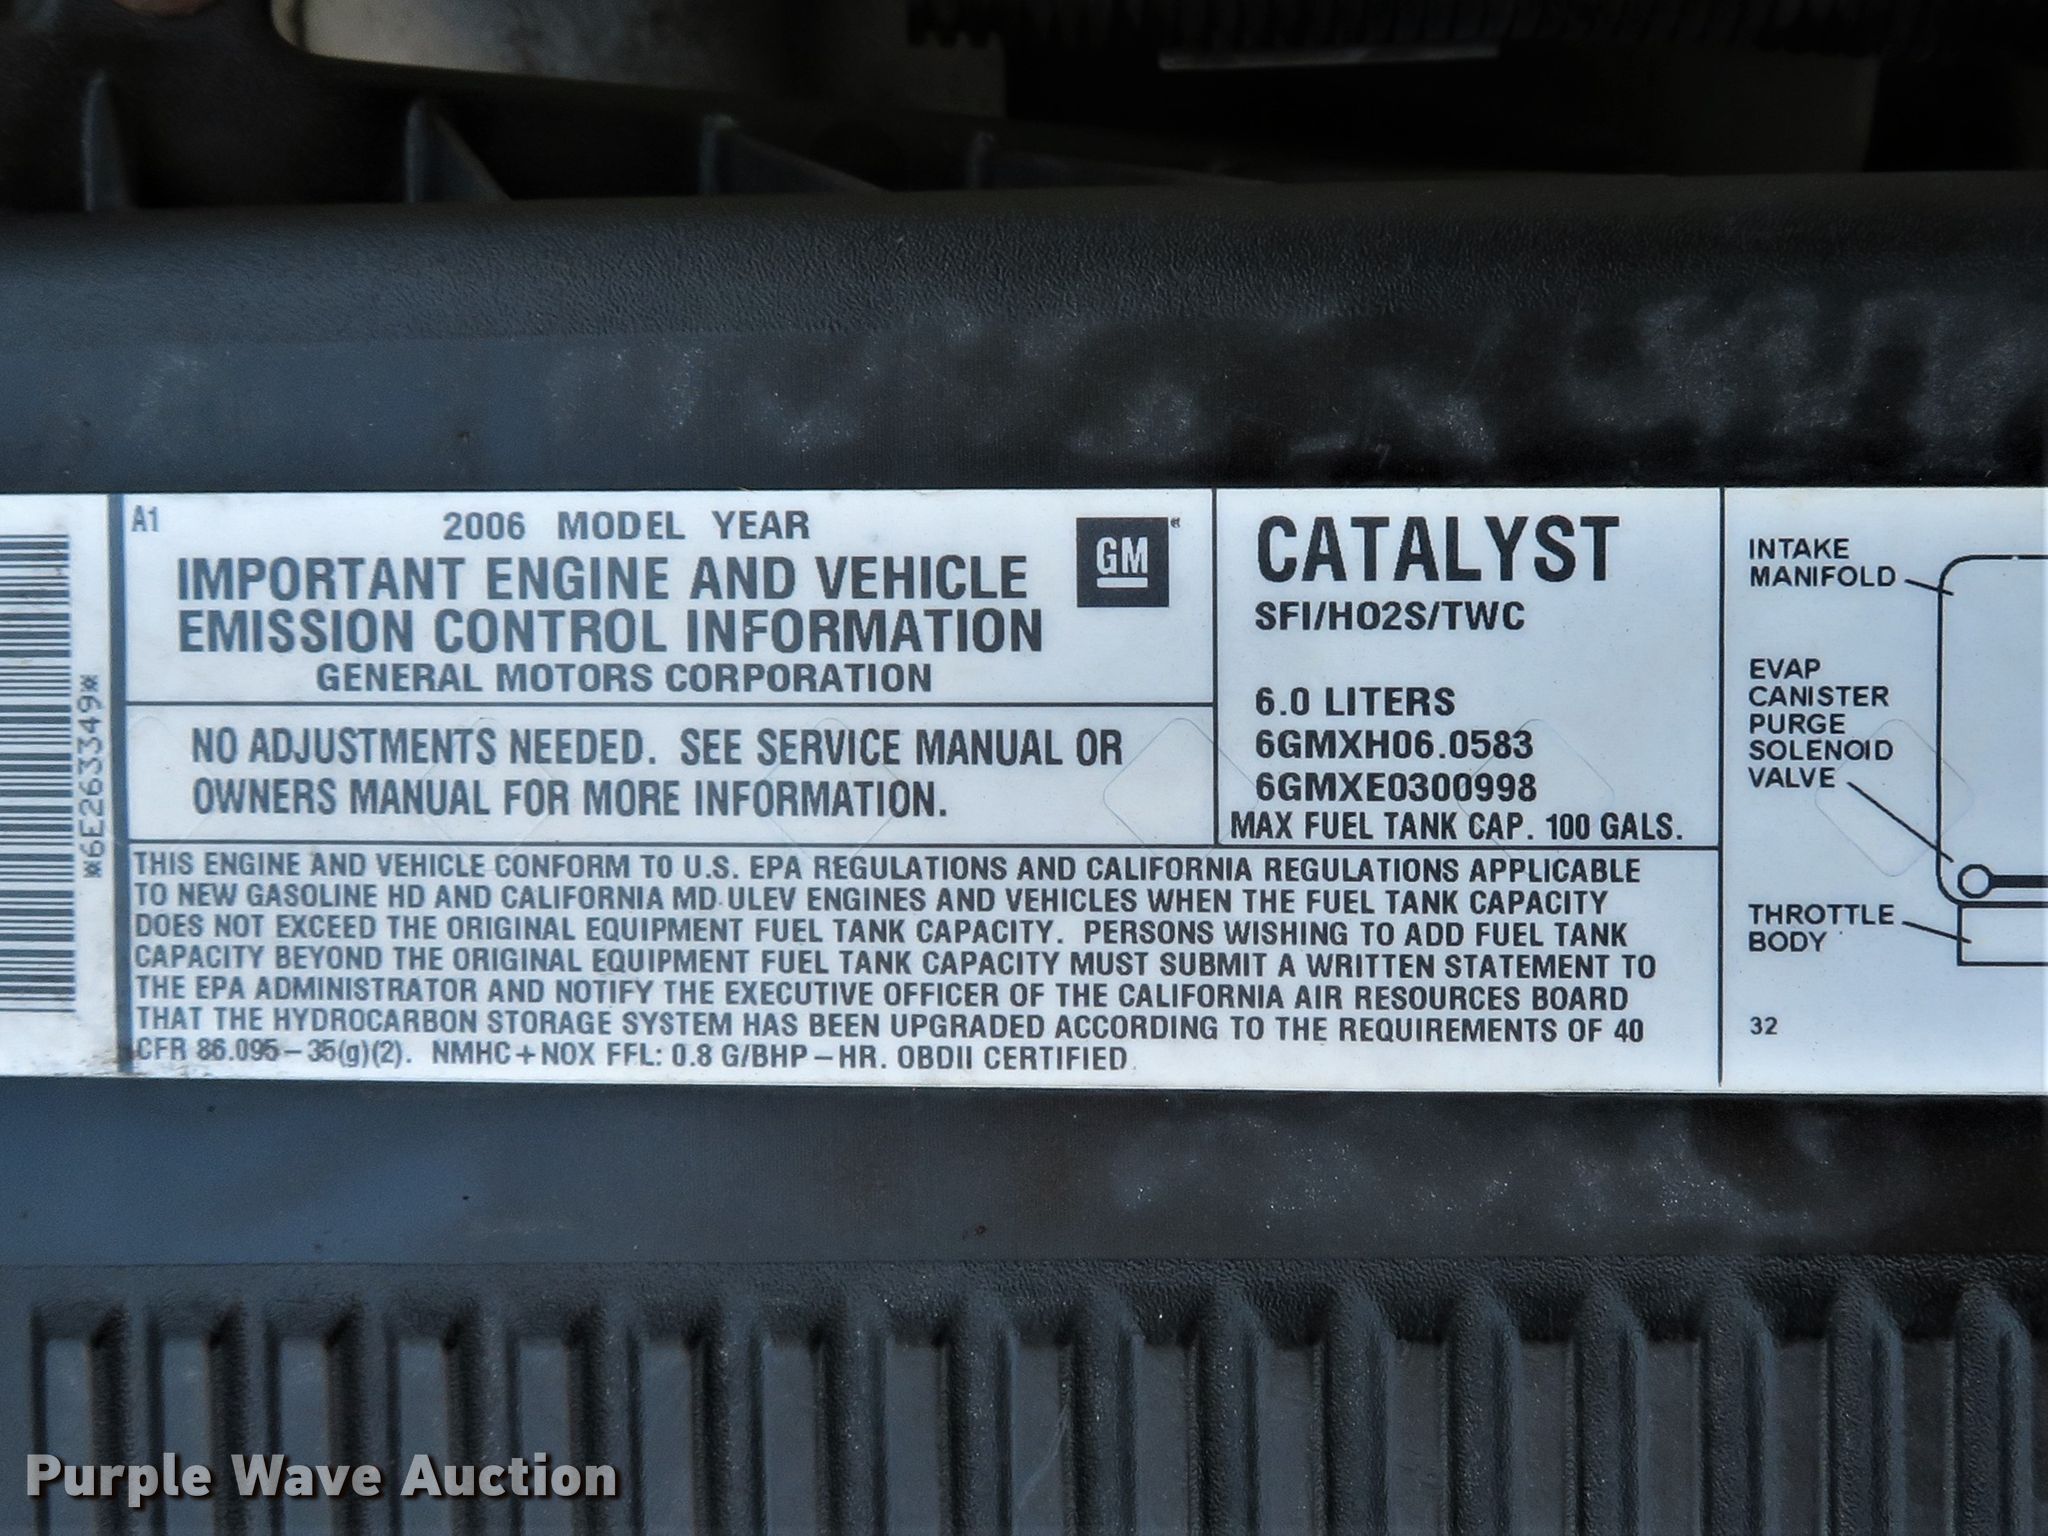 *6E263349*
A1
2006 MODEL YEAR
IMPORTANT ENGINE AND VEHICLE
EMISSION CONTROL INFORMATION
GENERAL MOTORS CORPORATION
GM
NO ADJUSTMENTS NEEDED. SEE SERVICE MANUAL OR
OWNERS MANUAL FOR MORE INFORMATION.
CATALYST
SFI/HO2S/TWC
6.0 LITERS
6GMXH06.0583
6GMXE0300998
MAX FUEL TANK CAP. 100 GALS.
THIS ENGINE AND VEHICLE CONFORM TO U.S. EPA REGULATIONS AND CALIFORNIA REGULATIONS APPLICABLE
TO NEW GASOLINE HD AND CALIFORNIA MD ULEV ENGINES AND VEHICLES WHEN THE FUEL TANK CAPACITY
DOES NOT EXCEED THE ORIGINAL EQUIPMENT FUEL TANK CAPACITY. PERSONS WISHING TO ADD FUEL TANK
CAPACITY BEYOND THE ORIGINAL EQUIPMENT FUEL TANK CAPACITY MUST SUBMIT A WRITTEN STATEMENT TO
THE EPA ADMINISTRATOR AND NOTIFY THE EXECUTIVE OFFICER OF THE CALIFORNIA AIR RESOURCES BOARD
THAT THE HYDROCARBON STORAGE SYSTEM HAS BEEN UPGRADED ACCORDING TO THE REQUIREMENTS OF 40
CFR 86.095-35(g)(2). NMHC+NOX FFL: 0.8 G/BHP-HR. OBDII CERTIFIED
INTAKE
MANIFOLD
EVAP
CANISTER
PURGE
SOLENOID
VALVE
THROTTLE
BODY
32
Purple Wave Auction